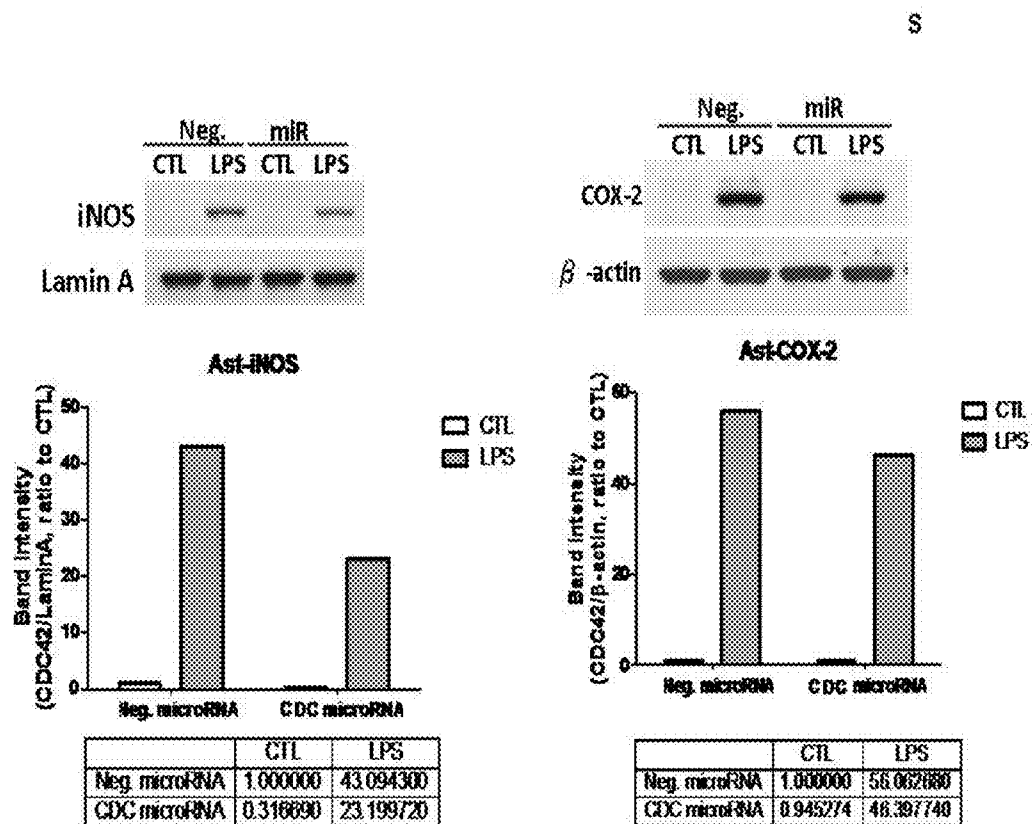 S
Neg. miR
CTL LPS CTL LPS
iNOS
Lamin A
Ast-iNOS
Band intensity
(CDC42/LaminA, ratio to CTL)
50
40
30
20
10
0
CTL
LPS
Neg. microRNA CDC microRNA
CTL LPS
Neg. microRNA 1.000000 43.094300
CDC microRNA 0.316690 23.199720
Neg. miR
CTL LPS CTL LPS
COX-2
β-actin
Ast-COX-2
Band intensity
(CDC42/β-actin, ratio to CTL)
60
40
20
0
CTL
LPS
Neg. microRNA CDC microRNA
CTL LPS
Neg. microRNA 1.000000
CDC microRNA 0.945274 46.397740